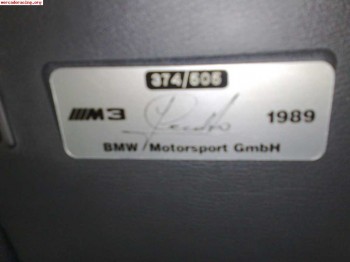 mercadoracing.org
374/505
M3
1989
BMW Motorsport GmbH